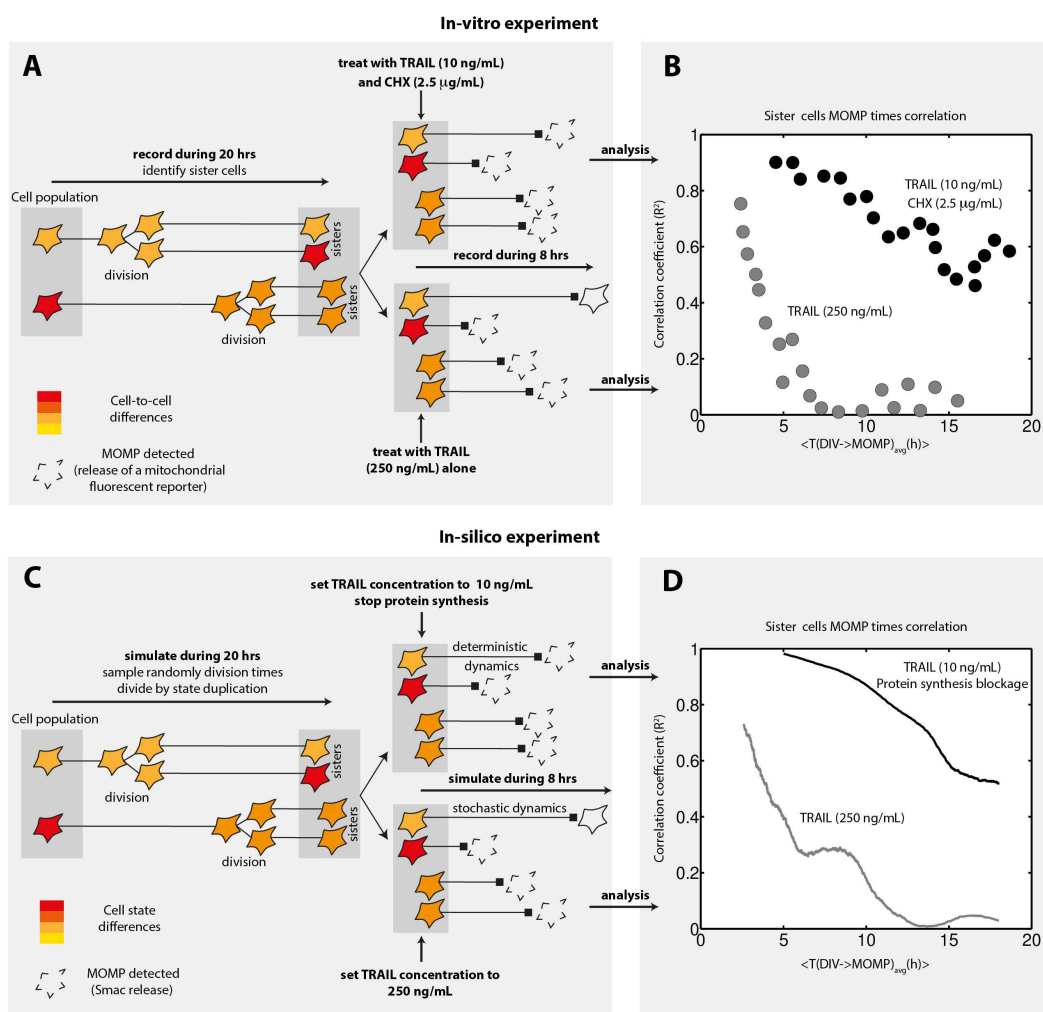 In-vitro experiment
A
treat with TRAIL (10 ng/mL)
and CHX (2.5 μg/mL)
record during 20 hrs
identify sister cells
Cell population
division
division
sisters
sisters
record during 8 hrs
analysis
analysis
Cell-to-cell
differences
MOMP detected
(release of a mitochondrial
fluorescent reporter)
treat with TRAIL
(250 ng/mL) alone
B
Sister cells MOMP times correlation
Correlation coefficient (R²)
1
0.8
0.6
0.4
0.2
0
TRAIL (10 ng/mL)
CHX (2.5 μg/mL)
TRAIL (250 ng/mL)
0 5 10 15 20
<T(DIV->MOMP)avg(h)>
In-silico experiment
C
set TRAIL concentration to 10 ng/mL
stop protein synthesis
simulate during 20 hrs
sample randomly division times
divide by state duplication
Cell population
division
division
sisters
sisters
deterministic
dynamics
simulate during 8 hrs
stochastic dynamics
analysis
analysis
Cell state
differences
MOMP detected
(Smac release)
set TRAIL concentration to
250 ng/mL
D
Sister cells MOMP times correlation
Correlation coefficient (R²)
1
0.8
0.6
0.4
0.2
0
TRAIL (10 ng/mL)
Protein synthesis blockage
TRAIL (250 ng/mL)
0 5 10 15 20
<T(DIV->MOMP)avg(h)>